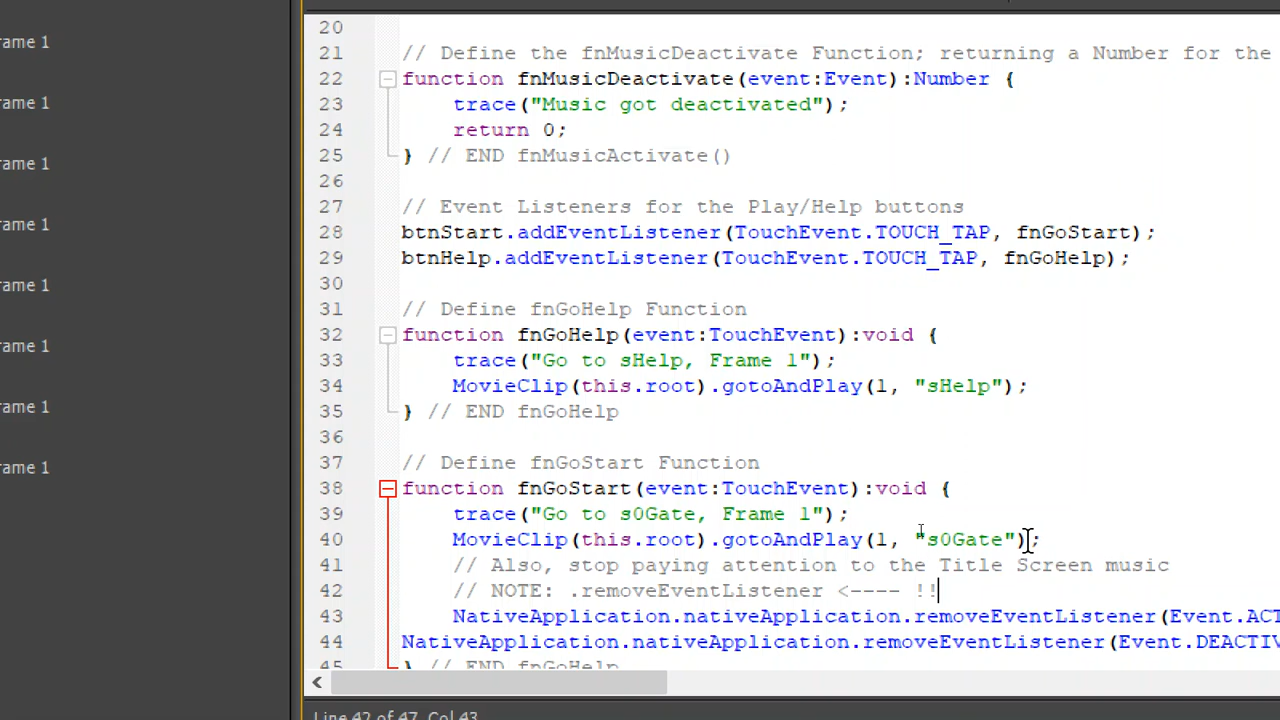 rame 1
rame 1
rame 1
rame 1
rame 1
rame 1
rame 1
rame 1
20
21 // Define the fnMusicDeactivate Function; returning a Number for the
22 function fnMusicDeactivate(event:Event):Number {
23 trace("Music got deactivated");
24 return 0;
25 } // END fnMusicActivate()
26
27 // Event Listeners for the Play/Help buttons
28 btnStart.addEventListener(TouchEvent.TOUCH_TAP, fnGoStart);
29 btnHelp.addEventListener(TouchEvent.TOUCH_TAP, fnGoHelp);
30
31 // Define fnGoHelp Function
32 function fnGoHelp(event:TouchEvent):void {
33 trace("Go to sHelp, Frame 1");
34 MovieClip(this.root).gotoAndPlay(1, "sHelp");
35 } // END fnGoHelp
36
37 // Define fnGoStart Function
38 function fnGoStart(event:TouchEvent):void {
39 trace("Go to s0Gate, Frame 1");
40 MovieClip(this.root).gotoAndPlay(1, "s0Gate");
41 // Also, stop paying attention to the Title Screen music
42 // NOTE: .removeEventListener <---- !!
43 NativeApplication.nativeApplication.removeEventListener(Event.ACT
44 NativeApplication.nativeApplication.removeEventListener(Event.DEACTIV
45 } // END fnGoHelp
Line 42 of 47, Col 43